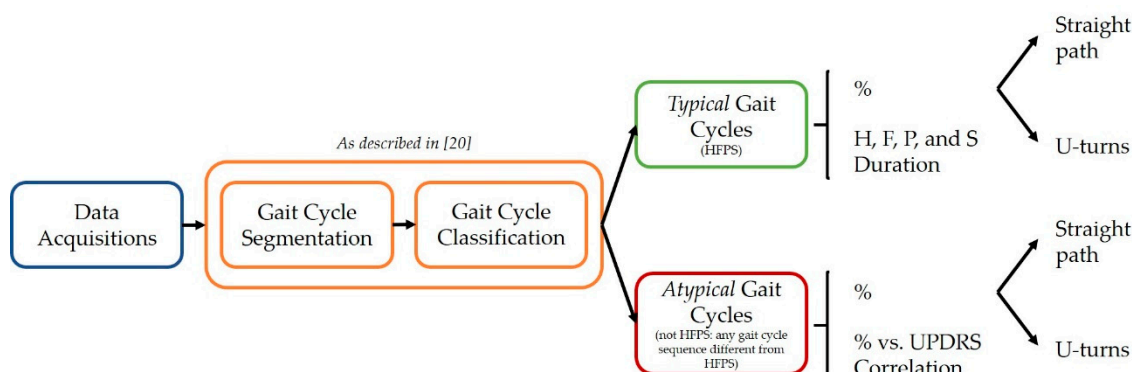 Data
Acquisitions
As described in [20]
Gait Cycle
Segmentation
Gait Cycle
Classification
Typical Gait
Cycles
(HFPS)
%
H, F, P, and S
Duration
Straight
path
U-turns
Atypical Gait
Cycles
(not HFPS: any gait cycle
sequence different from
HFPS)
%
% vs. UPDRS
Correlation
Straight
path
U-turns